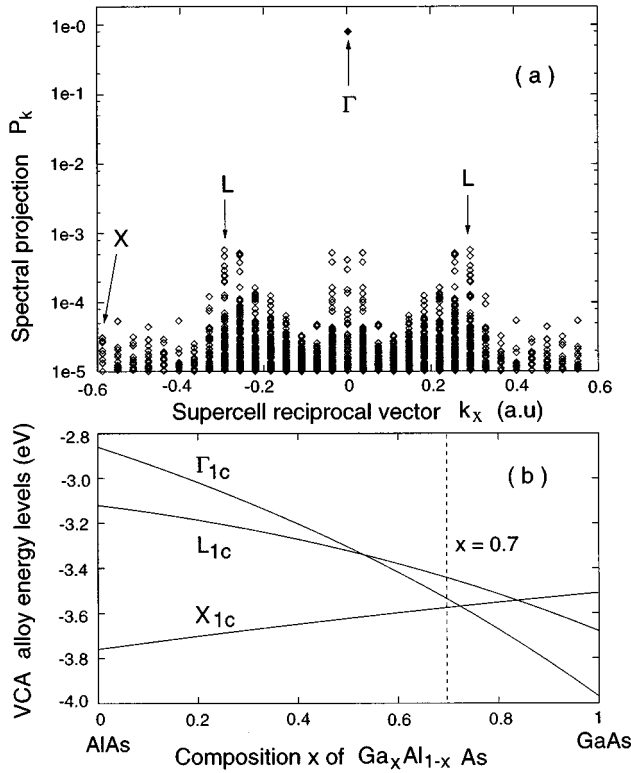 1e-0
(a)
1e-1
Γ
Spectral projection P_k
1e-2
L
L
X
1e-3
1e-4
1e-5
-0.6 -0.4 -0.2 0 0.2 0.4 0.6
Supercell reciprocal vector k_x (a.u)
-2.8
Γ_1c
(b)
-3.0
VCA alloy energy levels (eV)
-3.2
L_1c
x = 0.7
-3.4
X_1c
-3.6
-3.8
-4.0
0 0.2 0.4 0.6 0.8 1
AlAs GaAs
Composition x of Ga_xAl_1-x As